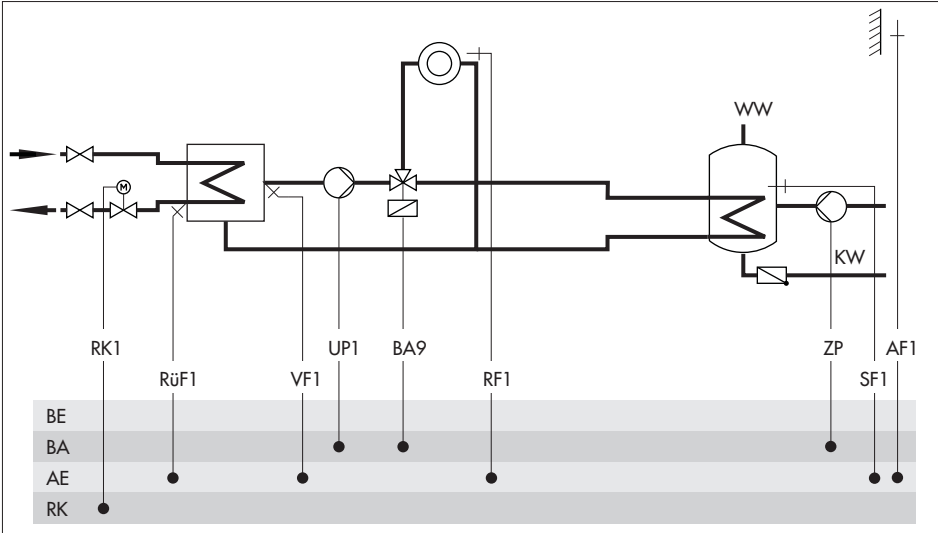 WW
M
KW
RK1 UP1 BA9 ZP AF1
RüF1 VF1 RF1 SF1
BE
BA
AE
RK